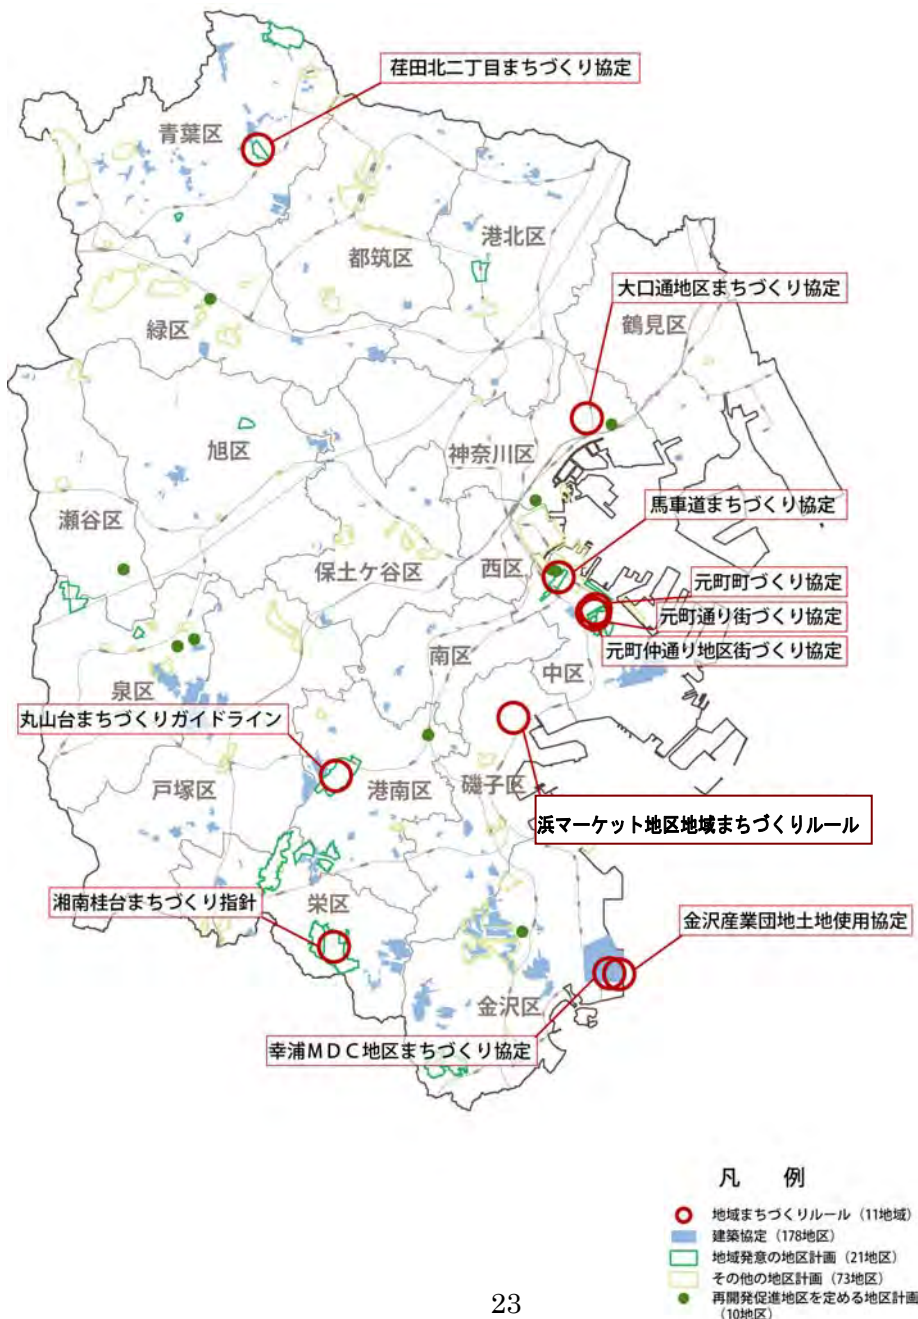 荏田北二丁目まちづくり協定
青葉区
港北区
都筑区
大口通地区まちづくり協定
緑区
鶴見区
旭区
神奈川区
馬車道まちづくり協定
瀬谷区
保土ケ谷区
西区
元町町づくり協定
元町通り街づくり協定
元町仲通り地区街づくり協定
南区
中区
泉区
丸山台まちづくりガイドライン
戸塚区
港南区
磯子区
浜マーケット地区地域まちづくりルール
湘南桂台まちづくり指針
栄区
金沢産業団地土地使用協定
金沢区
幸浦MDC地区まちづくり協定
凡 例
地域まちづくりルール(11地域)
建築協定(178地区)
地域発意の地区計画(21地区)
その他の地区計画(73地区)
再開発促進地区を定める地区計画
(10地区)
23